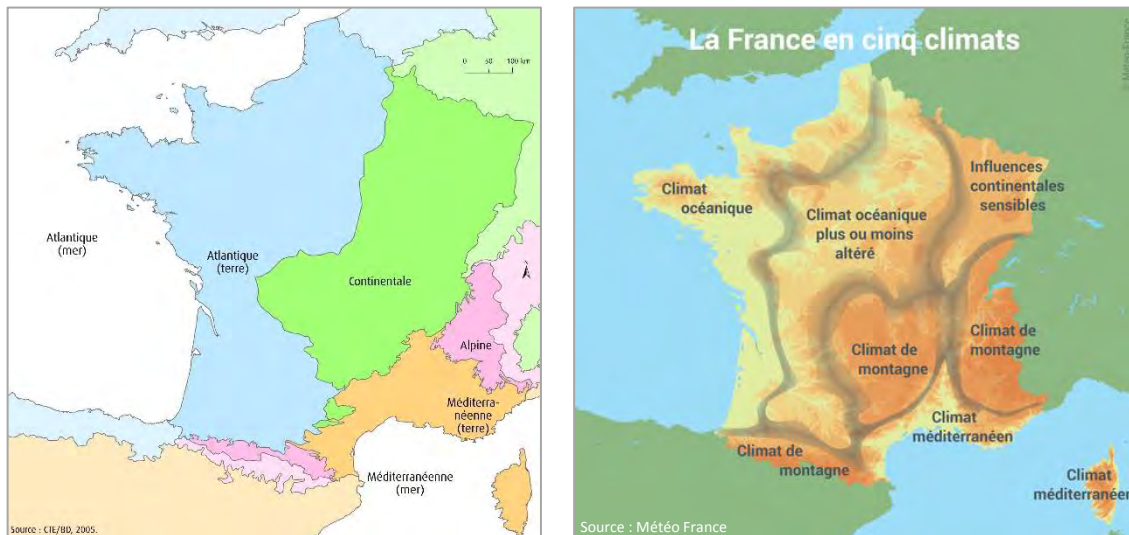 0 50 100 km
Atlantique
(mer)
Atlantique
(terre)
Continentale
Alpine
Méditerra-
néenne
(terre)
Méditerranéenne
(mer)
Source : CTE/BD, 2005.
La France en cinq climats
Climat
océanique
Climat océanique
plus ou moins
altéré
Influences
continentales
sensibles
Climat de
montagne
Climat de
montagne
Climat de
montagne
Climat
méditerranéen
Climat
méditerranéen
Source : Météo France